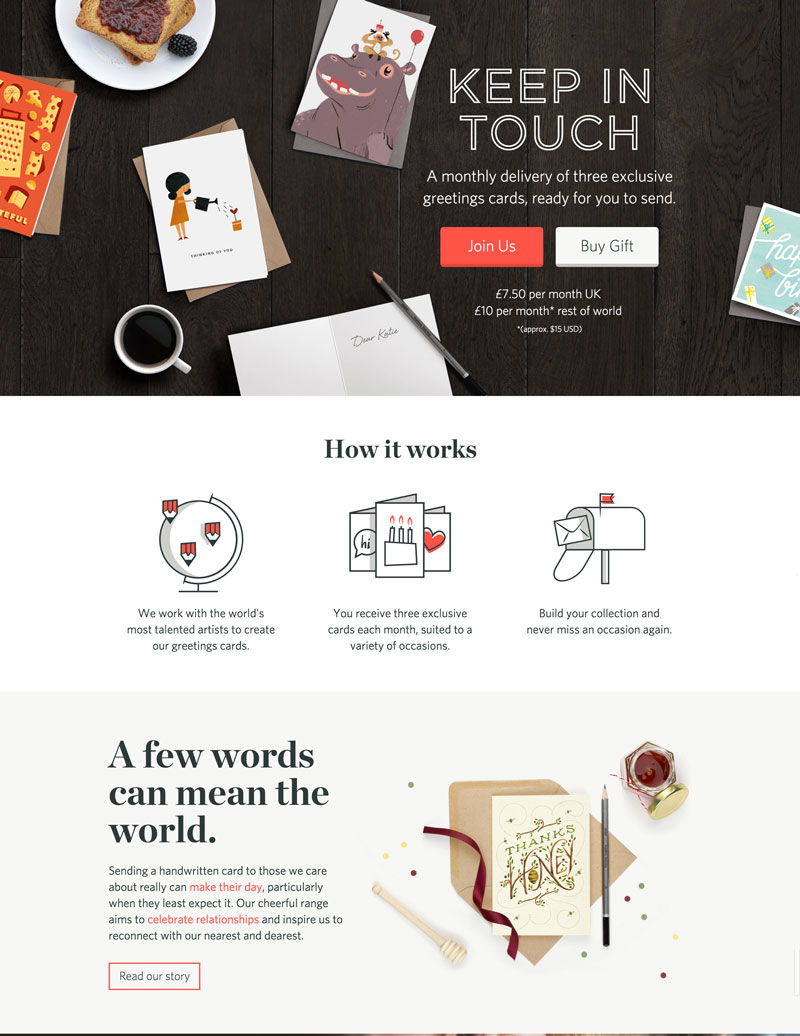 KEEP IN
TOUCH
A monthly delivery of three exclusive
greetings cards, ready for you to send.
Join Us
Buy Gift
£7.50 per month UK
£10 per month* rest of world
*(approx. $15 USD)
TEFUL
THINKING OF YOU
Dear Katie
hap
bir
How it works
hi
We work with the world's
most talented artists to create
our greetings cards.
You receive three exclusive
cards each month, suited to a
variety of occasions.
Build your collection and
never miss an occasion again.
A few words
can mean the
world.
Sending a handwritten card to those we care
about really can make their day, particularly
when they least expect it. Our cheerful range
aims to celebrate relationships and inspire us to
reconnect with our nearest and dearest.
Read our story
THANKS
HONEY